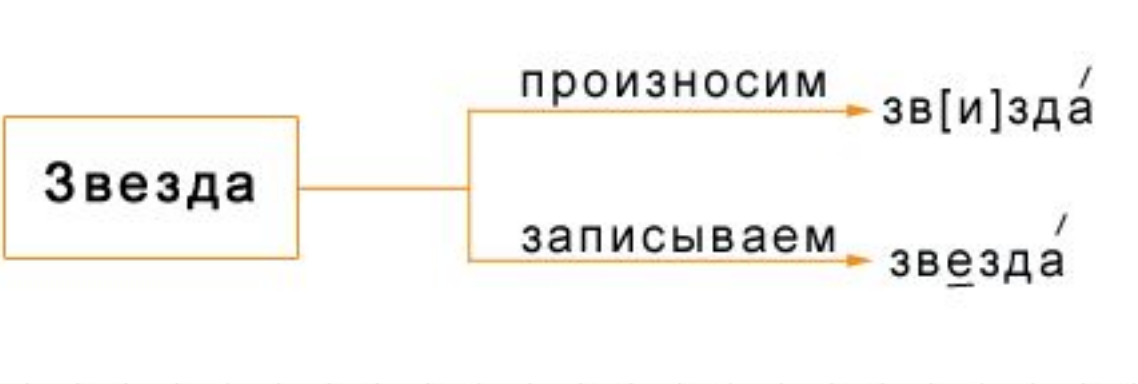 Звезда
произносим
зв[и]зда́
записываем
звезда́